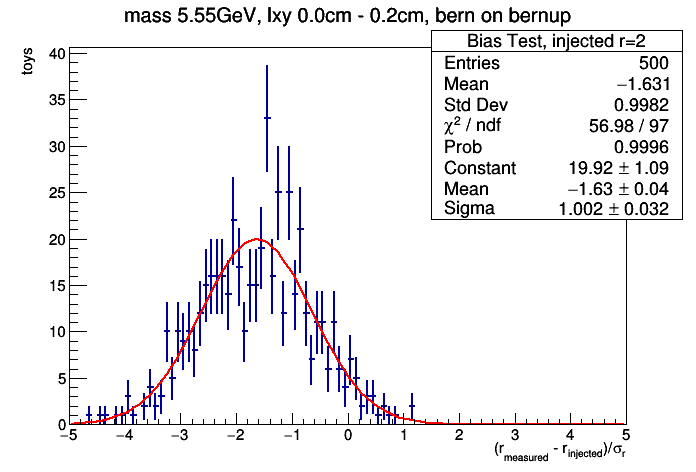 mass 5.55GeV, lxy 0.0cm - 0.2cm, bern on bernup
Bias Test, injected r=2
Entries 500
Mean −1.631
Std Dev 0.9982
χ² / ndf 56.98 / 97
Prob 0.9996
Constant 19.92 ± 1.09
Mean −1.63 ± 0.04
Sigma 1.002 ± 0.032
toys
40
35
30
25
20
15
10
5
0
−5 −4 −3 −2 −1 0 1 2 3 4 5
(r_measured - r_injected)/σ_r